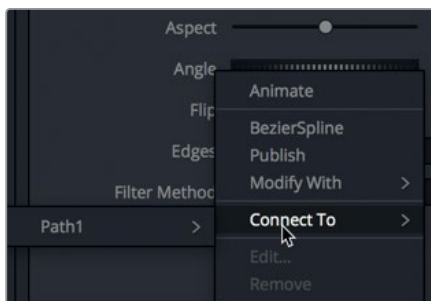 Aspect
Angle
Flip
Edges
Filter Method
Animate
BezierSpline
Publish
Modify With >
Connect To >
Edit...
Remove
Path1 >